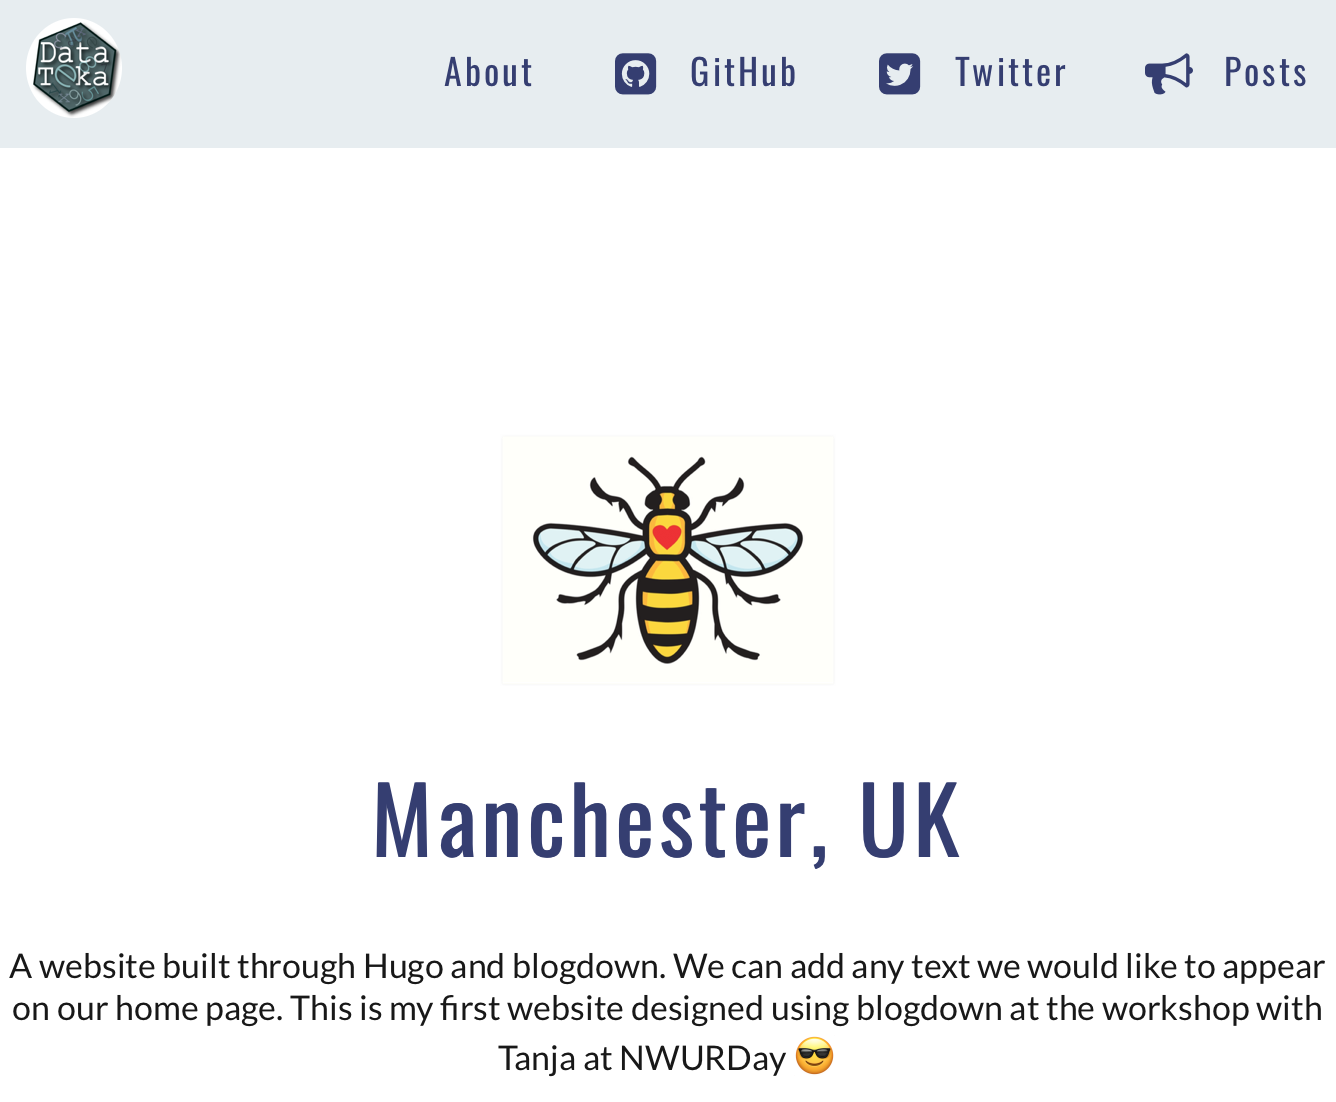 Data
Teka
About
GitHub
Twitter
Posts
Manchester, UK
A website built through Hugo and blogdown. We can add any text we would like to appear
on our home page. This is my first website designed using blogdown at the workshop with
Tanja at NWURDay 😎